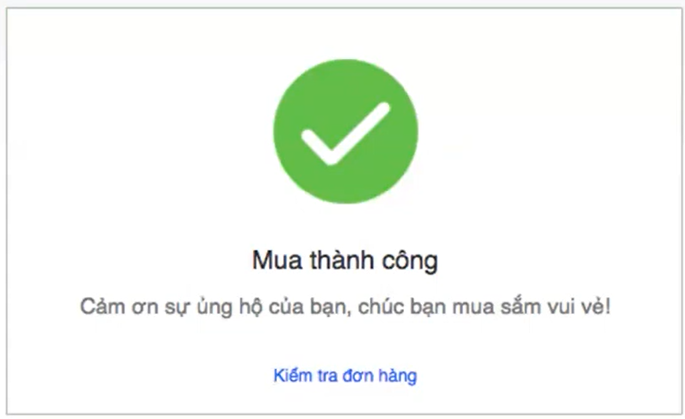 Mua thành công
Cảm ơn sự ủng hộ của bạn, chúc bạn mua sắm vui vẻ!
Kiểm tra đơn hàng